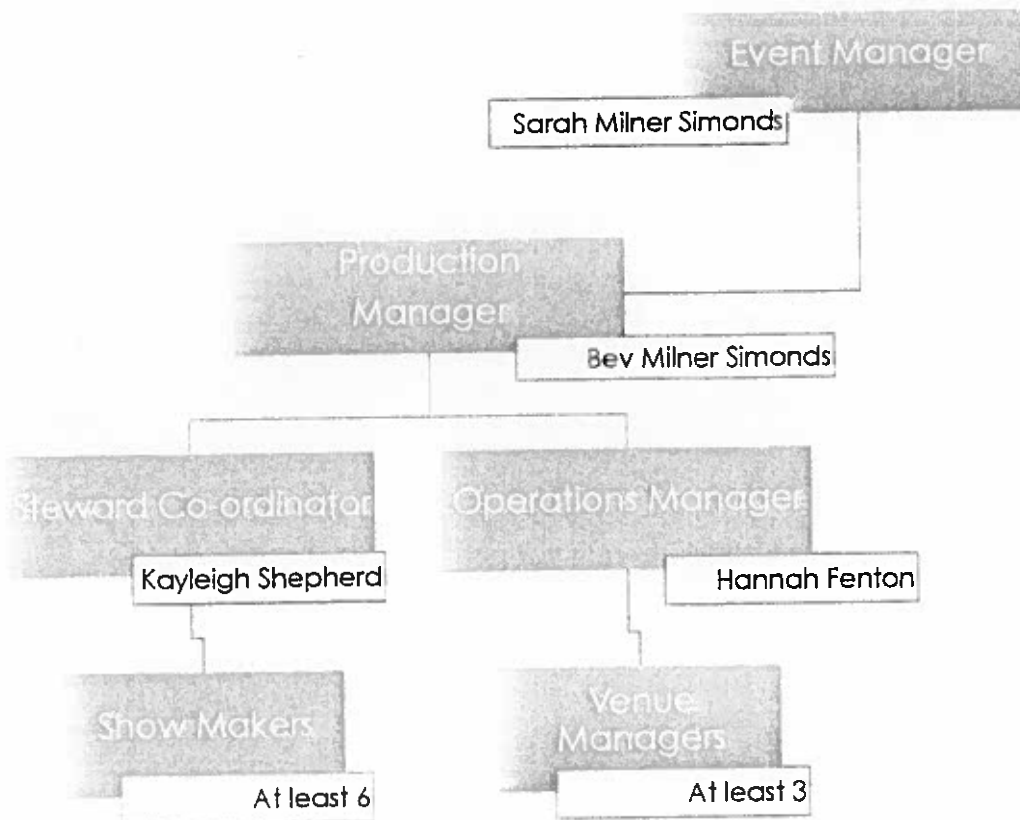 Event Manager
Sarah Milner Simonds
Production
Manager
Bev Milner Simonds
Steward Co-ordinator
Kayleigh Shepherd
Operations Manager
Hannah Fenton
Show Makers
At least 6
Venue
Managers
At least 3